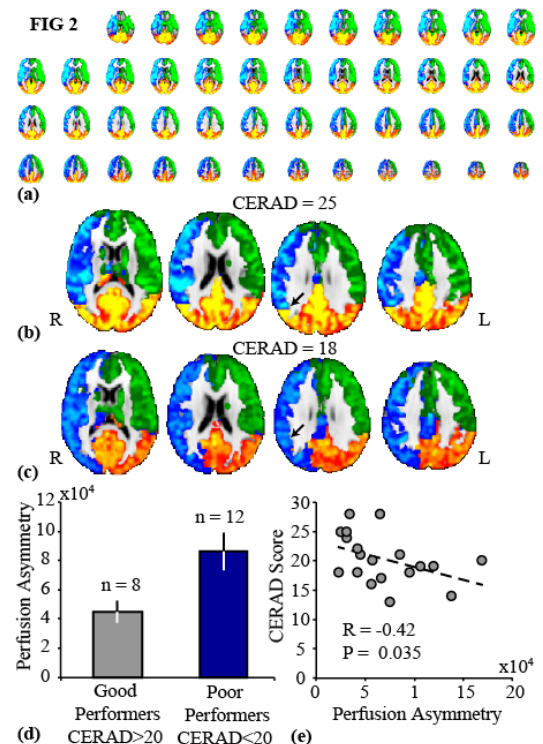 FIG 2
(a)
CERAD = 25
(b)
R
L
CERAD = 18
(c)
R
L
x10⁴
12
10
8
6
4
2
0
Perfusion Asymmetry
n = 8
n = 12
Good Performers CERAD>20
Poor Performers CERAD<20
(d)
30
25
20
15
10
5
0
CERAD Score
R = -0.42
P = 0.035
x10⁴
0 5 10 15 20
Perfusion Asymmetry
(e)